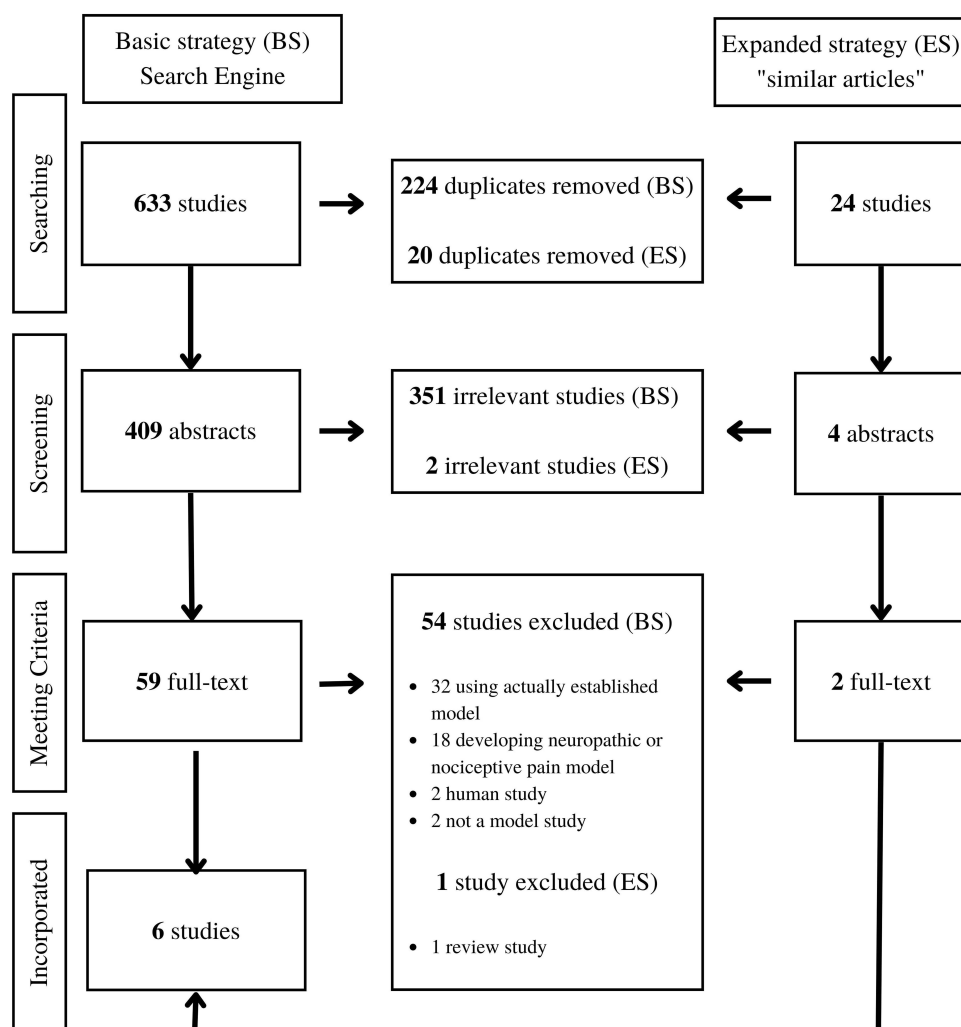 Basic strategy (BS)
Search Engine
Expanded strategy (ES)
"similar articles"
Searching
633 studies
224 duplicates removed (BS)
20 duplicates removed (ES)
24 studies
Screening
409 abstracts
351 irrelevant studies (BS)
2 irrelevant studies (ES)
4 abstracts
Meeting Criteria
59 full-text
54 studies excluded (BS)
• 32 using actually established
model
• 18 developing neuropathic or
nociceptive pain model
• 2 human study
• 2 not a model study
1 study excluded (ES)
• 1 review study
2 full-text
Incorporated
6 studies